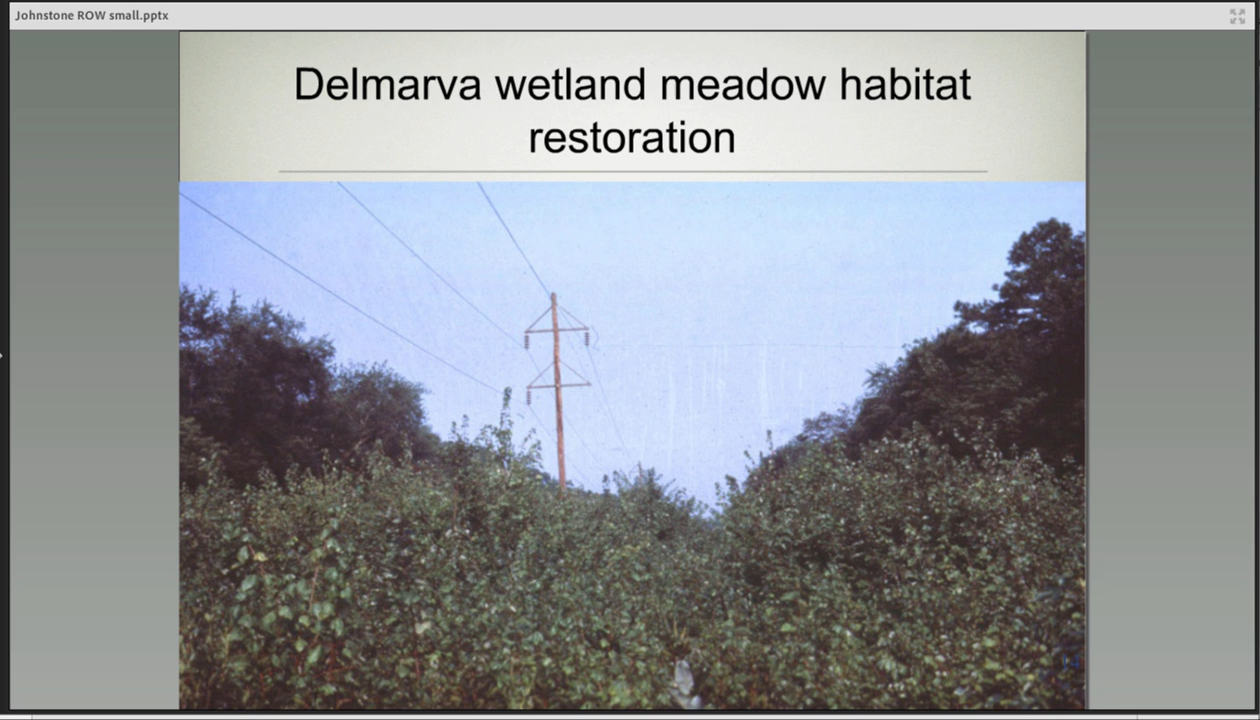 Johnstone ROW small.pptx
Delmarva wetland meadow habitat
restoration